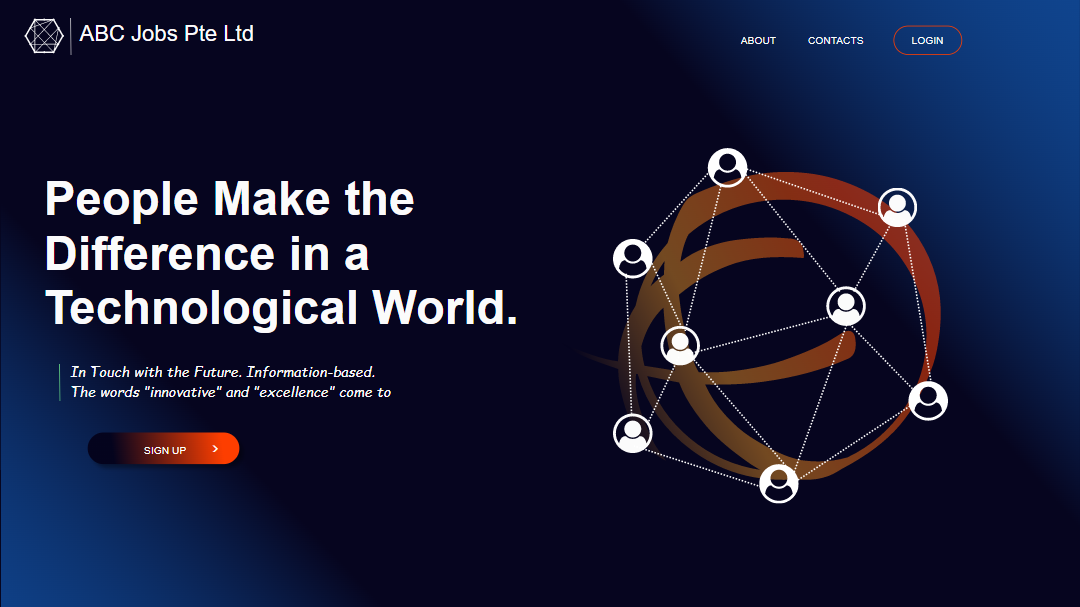 ABC Jobs Pte Ltd
ABOUT
CONTACTS
LOGIN
People Make the
Difference in a
Technological World.
In Touch with the Future. Information-based.
The words "innovative" and "excellence" come to
SIGN UP >